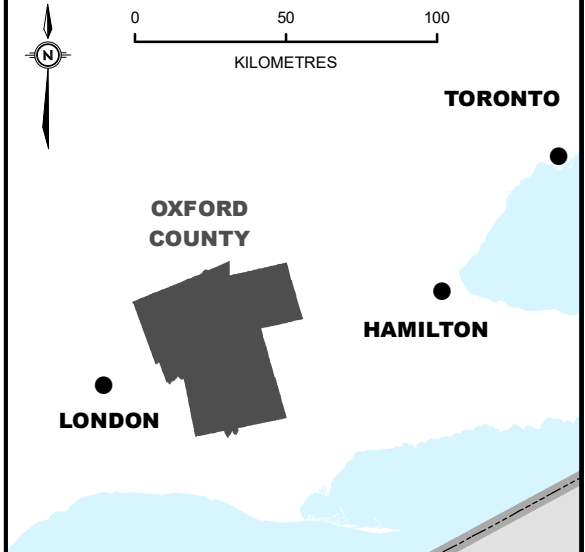 0 50 100
KILOMETRES
N
TORONTO
OXFORD
COUNTY
HAMILTON
LONDON